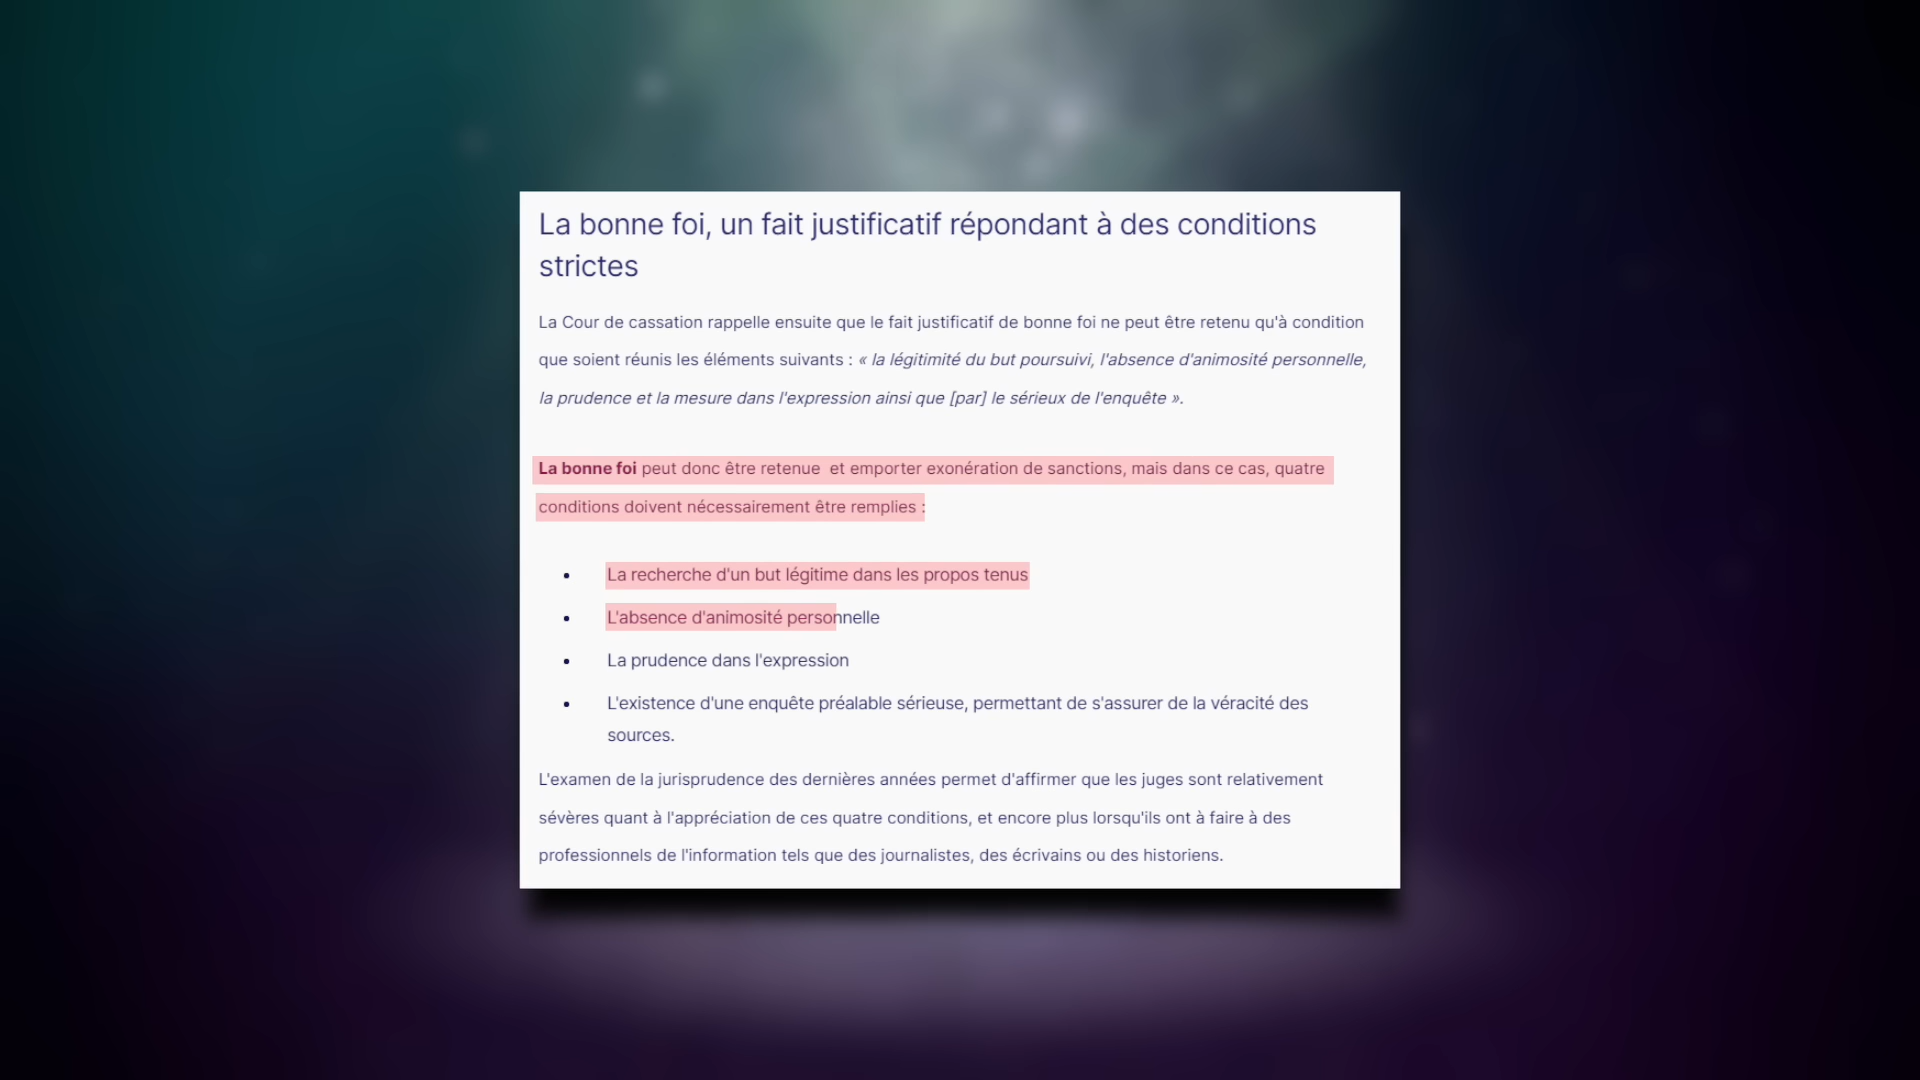 La bonne foi, un fait justificatif répondant à des conditions
strictes
La Cour de cassation rappelle ensuite que le fait justificatif de bonne foi ne peut être retenu qu'à condition
que soient réunis les éléments suivants : « la légitimité du but poursuivi, l'absence d'animosité personnelle,
la prudence et la mesure dans l'expression ainsi que [par] le sérieux de l'enquête ».
La bonne foi peut donc être retenue  et emporter exonération de sanctions, mais dans ce cas, quatre
conditions doivent nécessairement être remplies :
• La recherche d'un but légitime dans les propos tenus
• L'absence d'animosité personnelle
• La prudence dans l'expression
• L'existence d'une enquête préalable sérieuse, permettant de s'assurer de la véracité des
sources.
L'examen de la jurisprudence des dernières années permet d'affirmer que les juges sont relativement
sévères quant à l'appréciation de ces quatre conditions, et encore plus lorsqu'ils ont à faire à des
professionnels de l'information tels que des journalistes, des écrivains ou des historiens.